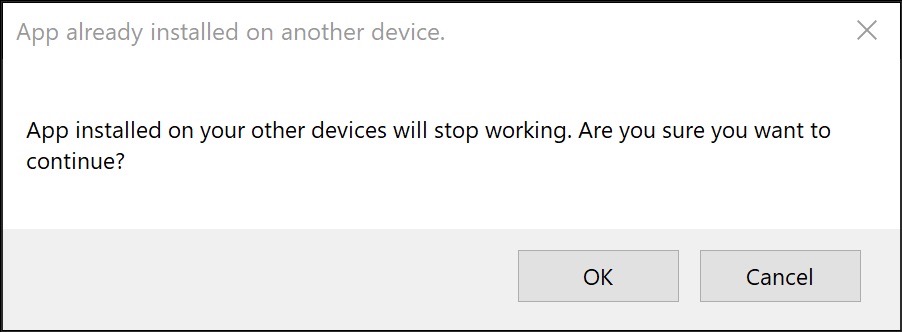 App already installed on another device.
App installed on your other devices will stop working. Are you sure you want to
continue?
OK
Cancel